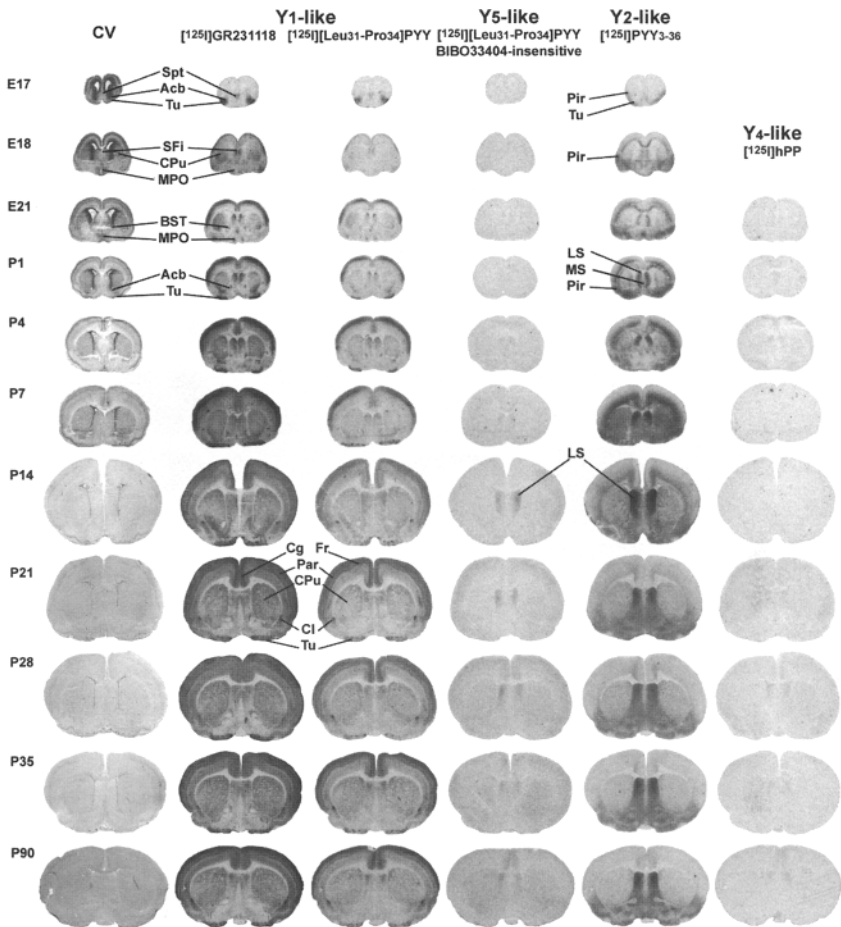 CV
Y1-like
[125I]GR231118
[125I][Leu31-Pro34]PYY
Y5-like
[125I][Leu31-Pro34]PYY
BIBO33404-insensitive
Y2-like
[125I]PYY3-36
Y4-like
[125I]hPP
E17
Spt
Acb
Tu
Pir
Tu
E18
SFi
CPu
MPO
Pir
E21
BST
MPO
P1
Acb
Tu
LS
MS
Pir
P4
P7
P14
LS
P21
Cg
Fr
Par
CPu
Cl
Tu
P28
P35
P90